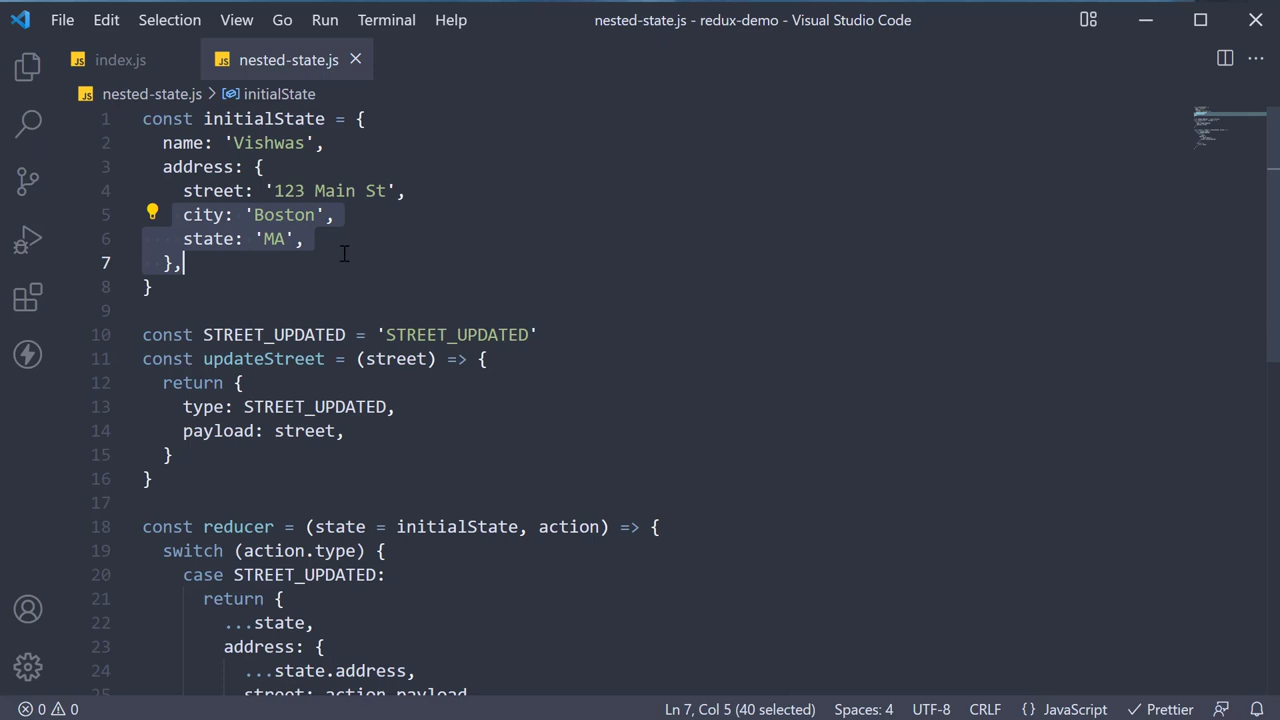 File Edit Selection View Go Run Terminal Help nested-state.js - redux-demo - Visual Studio Code
JS index.js JS nested-state.js
JS nested-state.js > initialState
1 const initialState = {
2 name: 'Vishwas',
3 address: {
4 street: '123 Main St',
5 city: 'Boston',
6 state: 'MA',
7 },
8 }
9
10 const STREET_UPDATED = 'STREET_UPDATED'
11 const updateStreet = (street) => {
12 return {
13 type: STREET_UPDATED,
14 payload: street,
15 }
16 }
17
18 const reducer = (state = initialState, action) => {
19 switch (action.type) {
20 case STREET_UPDATED:
21 return {
22 ...state,
23 address: {
24 ...state.address,
25 street: action.payload
0 0 Ln 7, Col 5 (40 selected) Spaces: 4 UTF-8 CRLF {} JavaScript Prettier